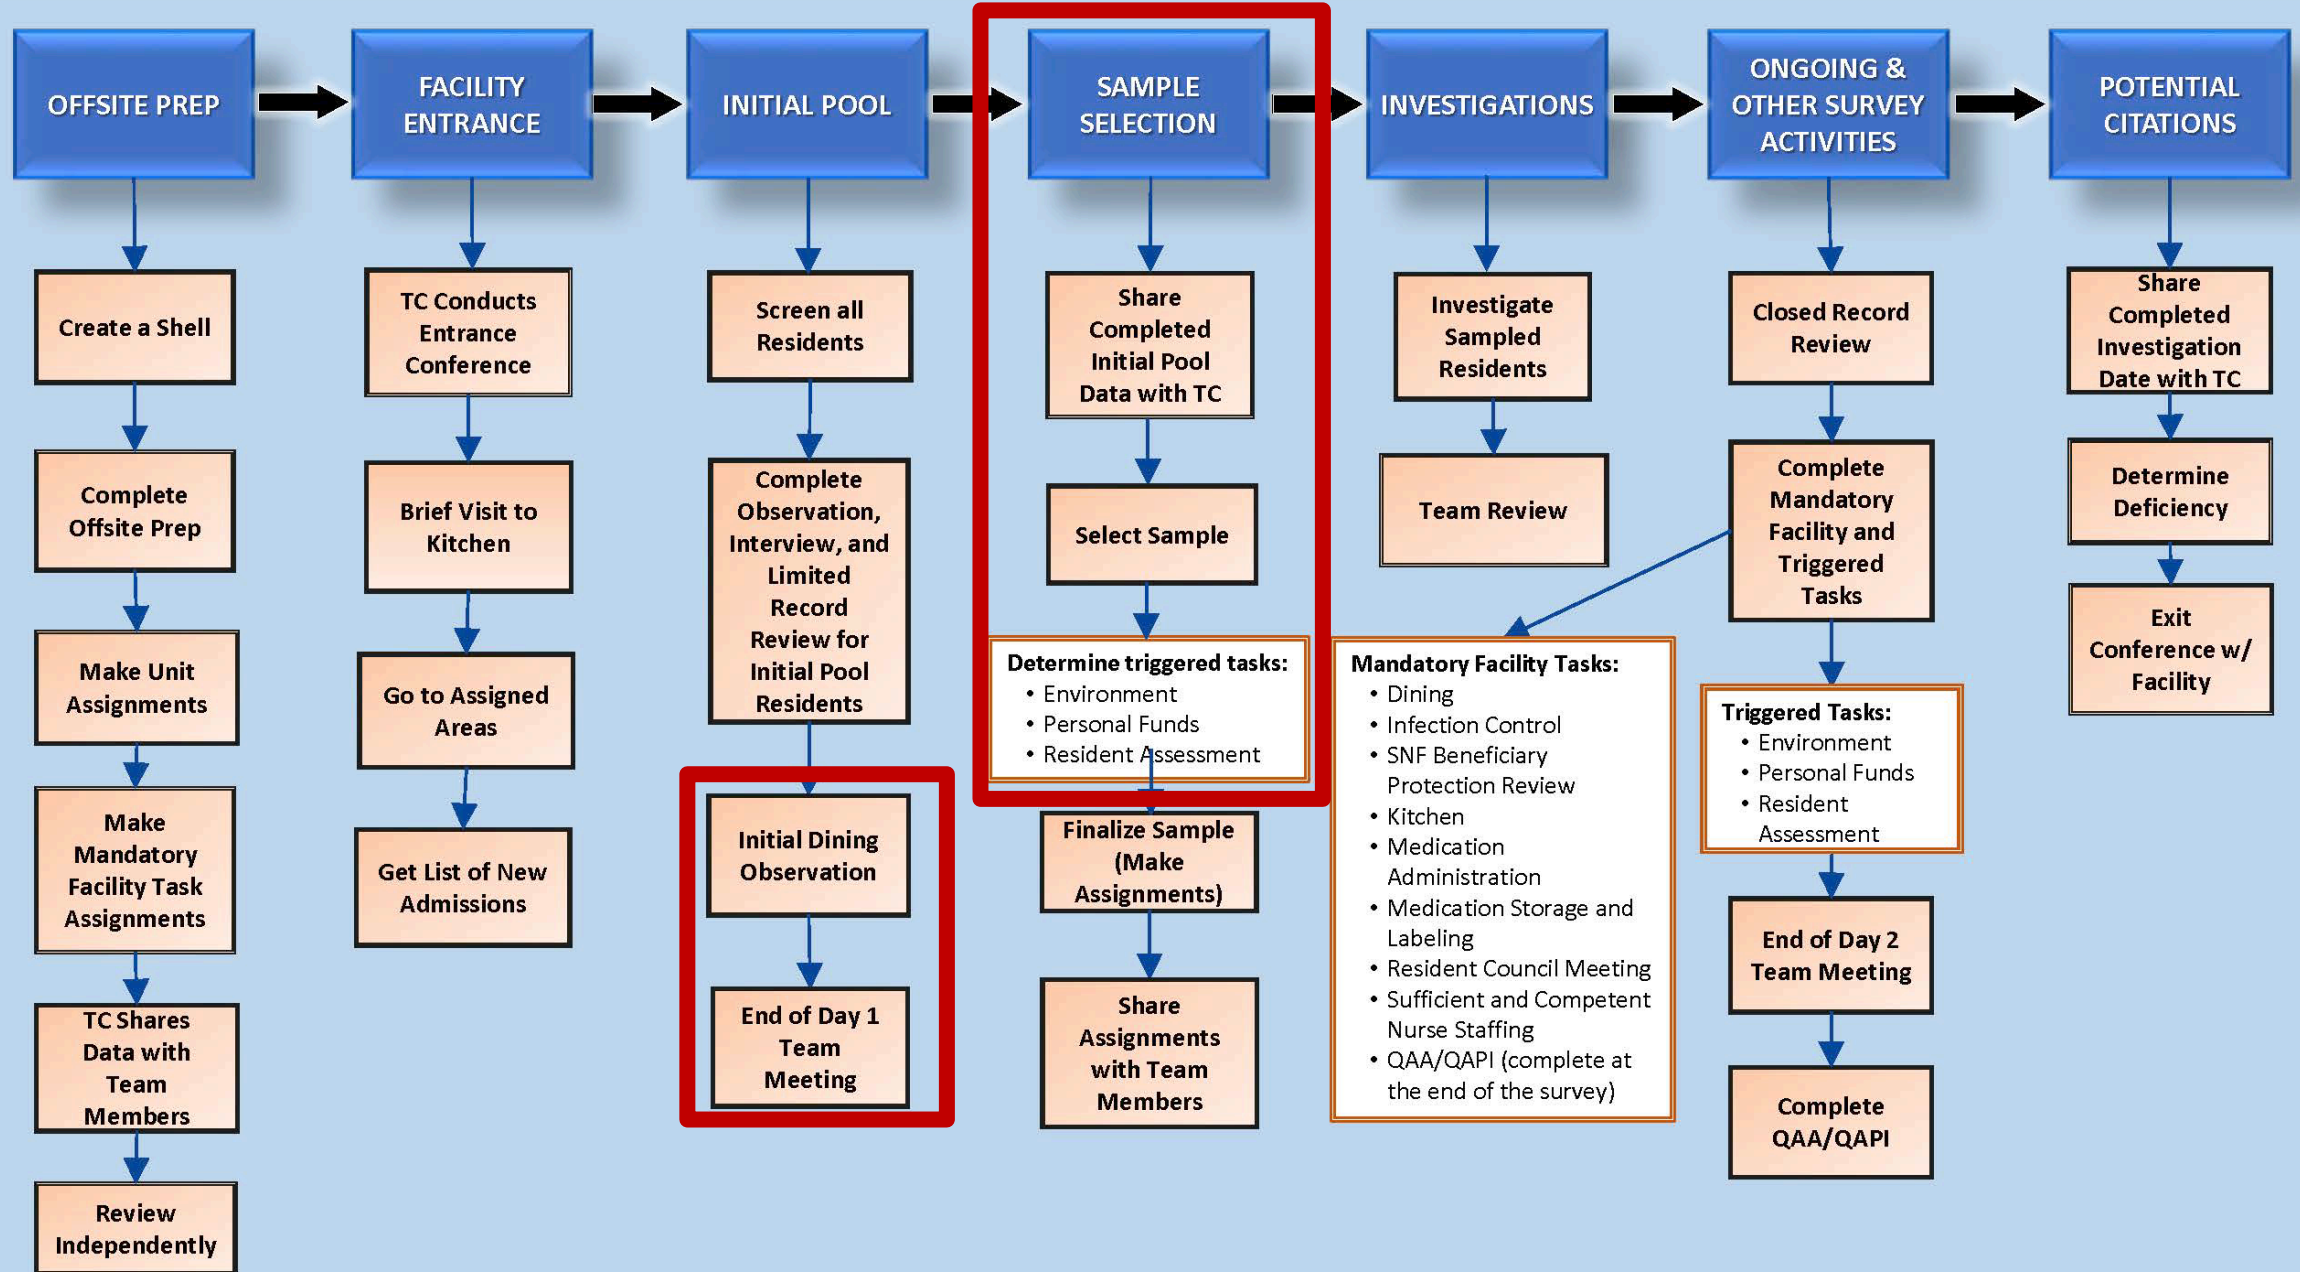 OFFSITE PREP
Create a Shell
Complete
Offsite Prep
Make Unit
Assignments
Make
Mandatory
Facility Task
Assignments
TC Shares
Data with
Team
Members
Review
Independently
FACILITY
ENTRANCE
TC Conducts
Entrance
Conference
Brief Visit to
Kitchen
Go to Assigned
Areas
Get List of New
Admissions
INITIAL POOL
Screen all
Residents
Complete
Observation,
Interview, and
Limited
Record
Review for
Initial Pool
Residents
Initial Dining
Observation
End of Day 1
Team
Meeting
SAMPLE
SELECTION
Share
Completed
Initial Pool
Data with TC
Select Sample
Determine triggered tasks:
• Environment
• Personal Funds
• Resident Assessment
Finalize Sample
(Make
Assignments)
Share
Assignments
with Team
Members
INVESTIGATIONS
Investigate
Sampled
Residents
Team Review
Mandatory Facility Tasks:
• Dining
• Infection Control
• SNF Beneficiary
Protection Review
• Kitchen
• Medication
Administration
• Medication Storage and
Labeling
• Resident Council Meeting
• Sufficient and Competent
Nurse Staffing
• QAA/QAPI (complete at
the end of the survey)
ONGOING &
OTHER SURVEY
ACTIVITIES
Closed Record
Review
Complete
Mandatory
Facility and
Triggered
Tasks
Triggered Tasks:
• Environment
• Personal Funds
• Resident
Assessment
End of Day 2
Team Meeting
Complete
QAA/QAPI
POTENTIAL
CITATIONS
Share
Completed
Investigation
Date with TC
Determine
Deficiency
Exit
Conference w/
Facility